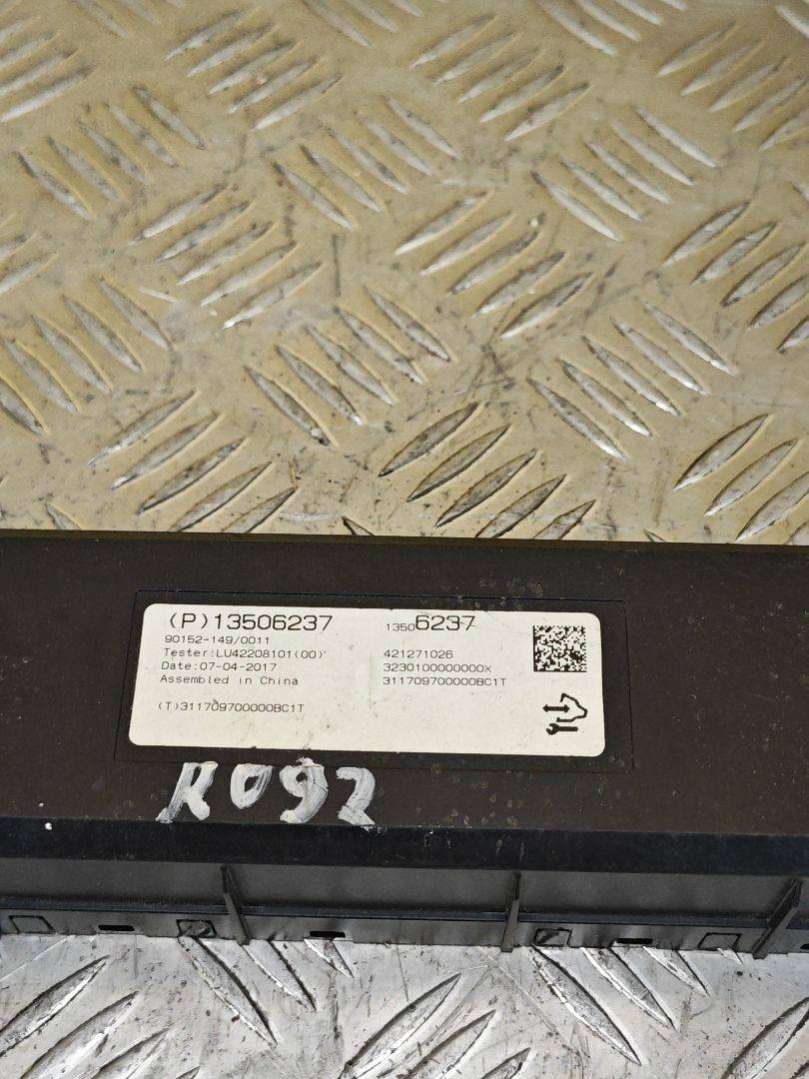 (P)13506237
13506237
90152-149/0011
Tester:LU42208101(00)
421271026
Date:07-04-2017
3230100000000X
Assembled in China
311709700000BC1T
(T)311709700000BC1T
R092